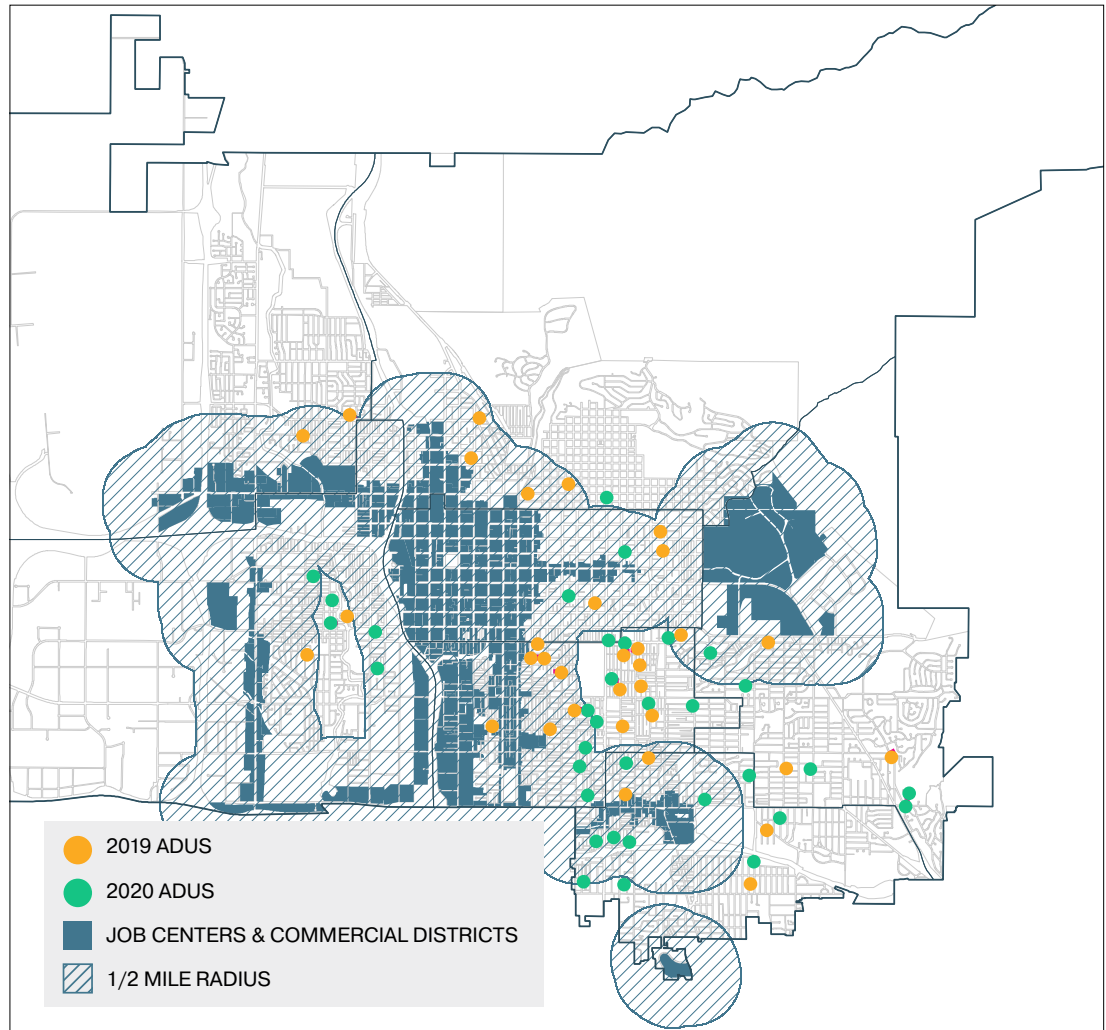 2019 ADUS
2020 ADUS
JOB CENTERS & COMMERCIAL DISTRICTS
1/2 MILE RADIUS